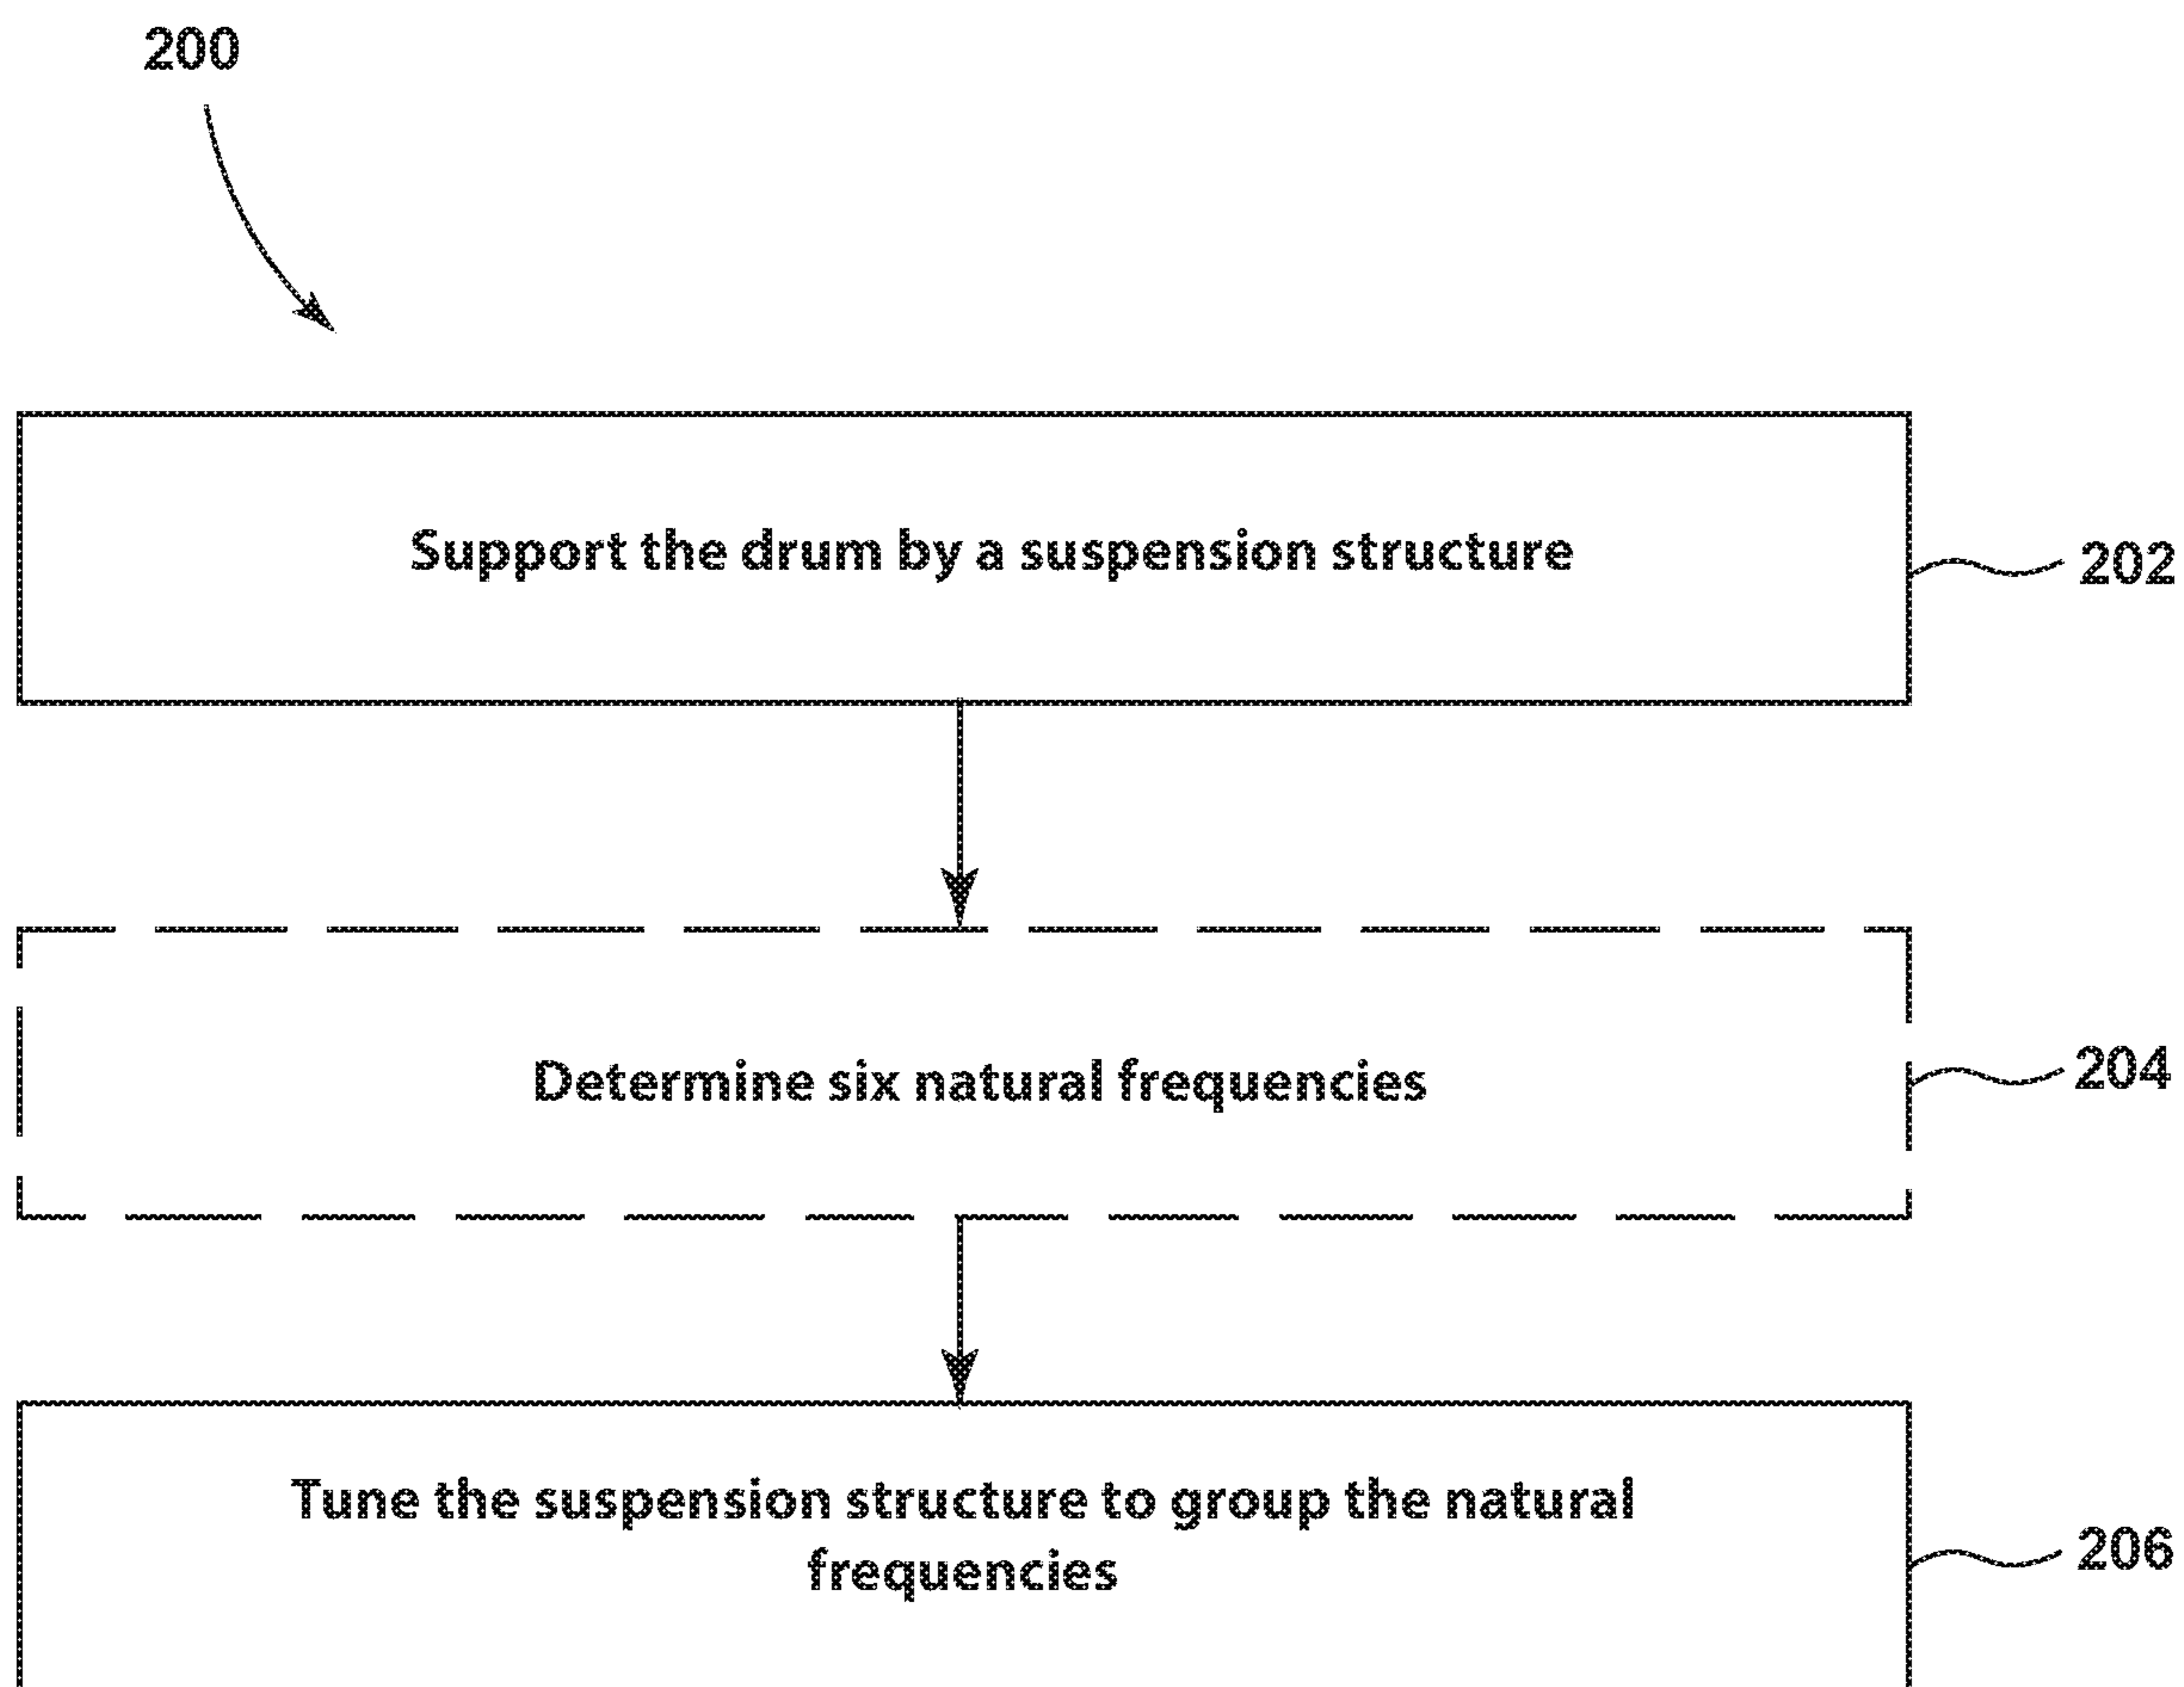 200
Support the drum by a suspension structure
202
Determine six natural frequencies
204
Tune the suspension structure to group the natural
frequencies
206